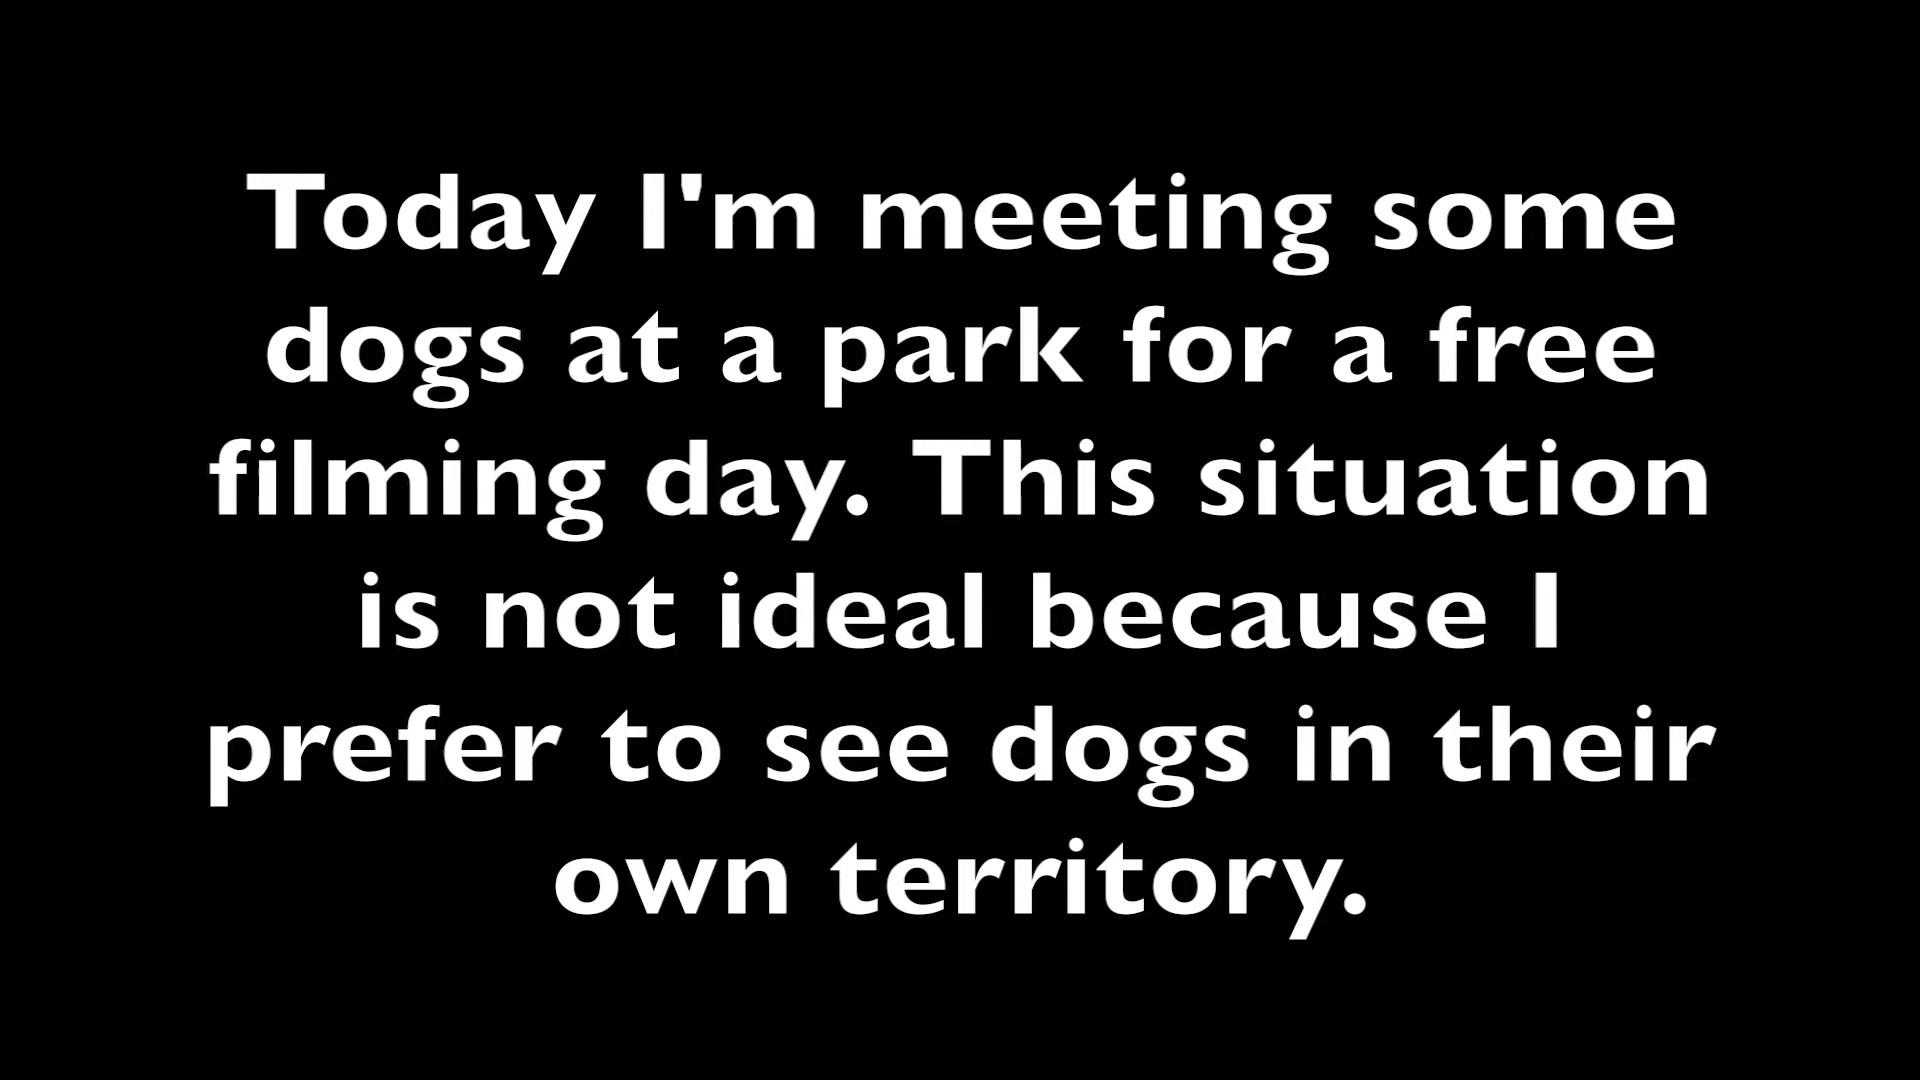 Today I'm meeting some
dogs at a park for a free
filming day. This situation
is not ideal because I
prefer to see dogs in their
own territory.